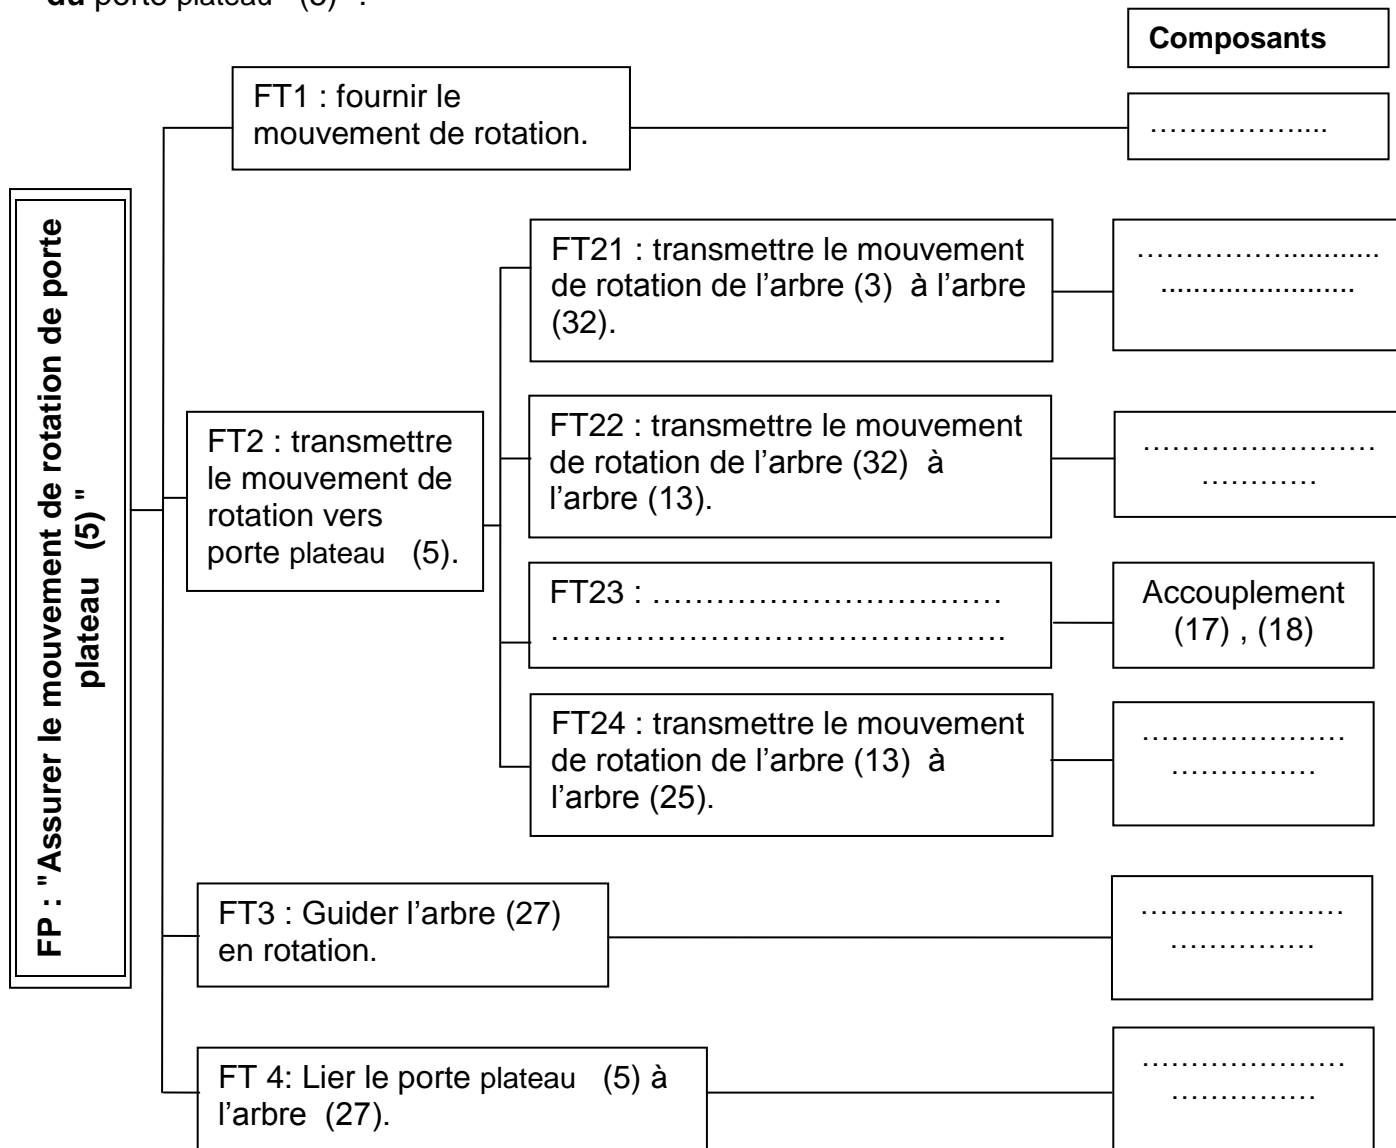 du porte plateau (5) .
Composants
FT1 : fournir le
mouvement de rotation.
……………....
FP : "Assurer le mouvement de rotation de porte
plateau (5) "
FT21 : transmettre le mouvement
de rotation de l’arbre (3) à l’arbre
(32).
……………...........
........................
FT2 : transmettre
le mouvement de
rotation vers
porte plateau (5).
FT22 : transmettre le mouvement
de rotation de l’arbre (32) à
l’arbre (13).
……………………
…………
FT23 : ……………………………
…………………………………….
Accouplement
(17) , (18)
FT24 : transmettre le mouvement
de rotation de l’arbre (13) à
l’arbre (25).
…………………
……………
FT3 : Guider l’arbre (27)
en rotation.
…………………
……………
FT 4: Lier le porte plateau (5) à
l’arbre (27).
…………………
……………